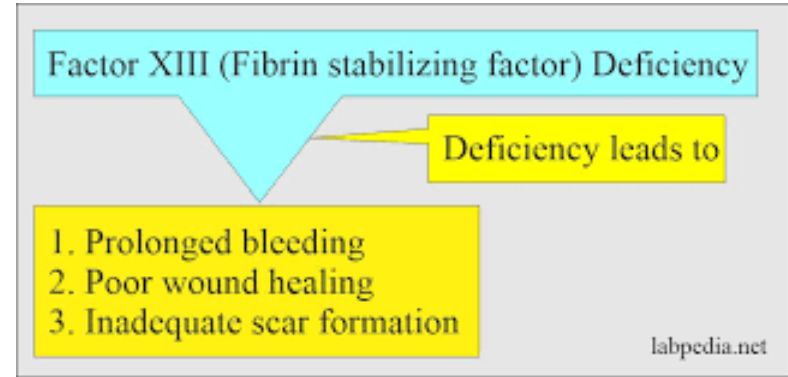 Factor XIII (Fibrin stabilizing factor) Deficiency
Deficiency leads to
1. Prolonged bleeding
2. Poor wound healing
3. Inadequate scar formation
labpedia.net